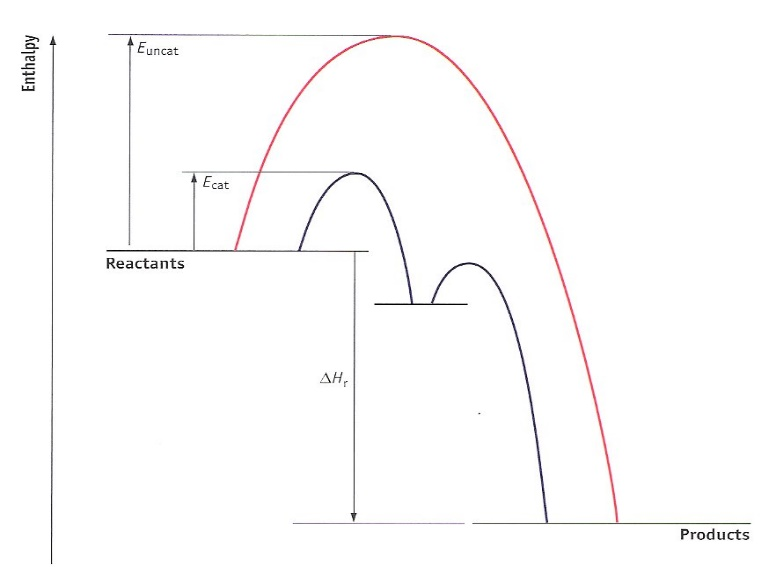 Enthalpy
Euncat
Ecat
Reactants
ΔHr
Products